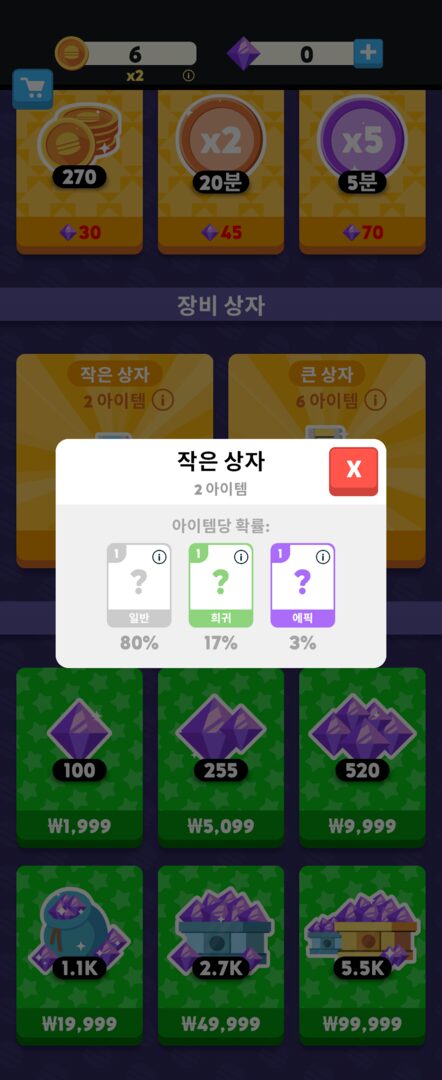 6
0
x2
x2
x5
270
20분
5분
30
45
70
장비 상자
작은 상자
큰 상자
2 아이템
6 아이템
작은 상자
X
2 아이템
아이템당 확률:
1
1
1
?
?
?
일반
희귀
에픽
80%
17%
3%
100
255
520
₩1,999
₩5,099
₩9,999
1.1K
2.7K
5.5K
₩19,999
₩49,999
₩99,999